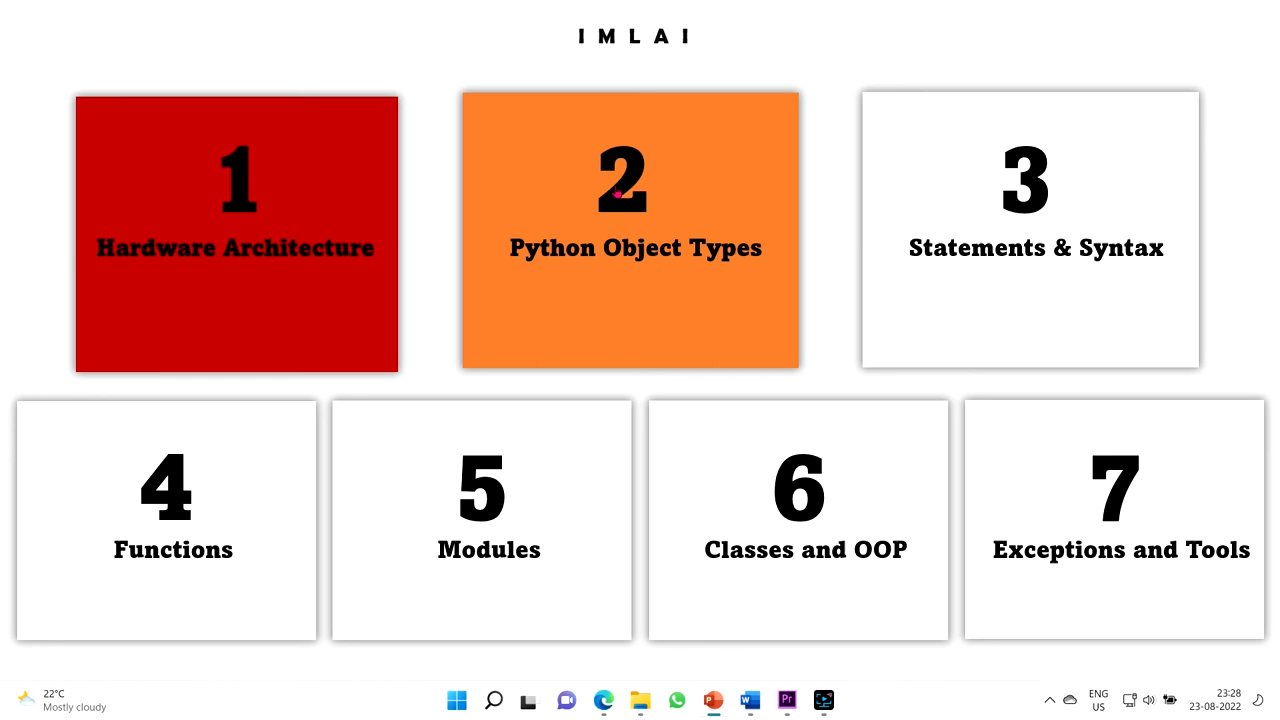 IMLAI
1
Hardware Architecture
2
Python Object Types
3
Statements & Syntax
4
Functions
5
Modules
6
Classes and OOP
7
Exceptions and Tools
22°C
Mostly cloudy
P
W
Pr
ENG
US
23:28
23-08-2022